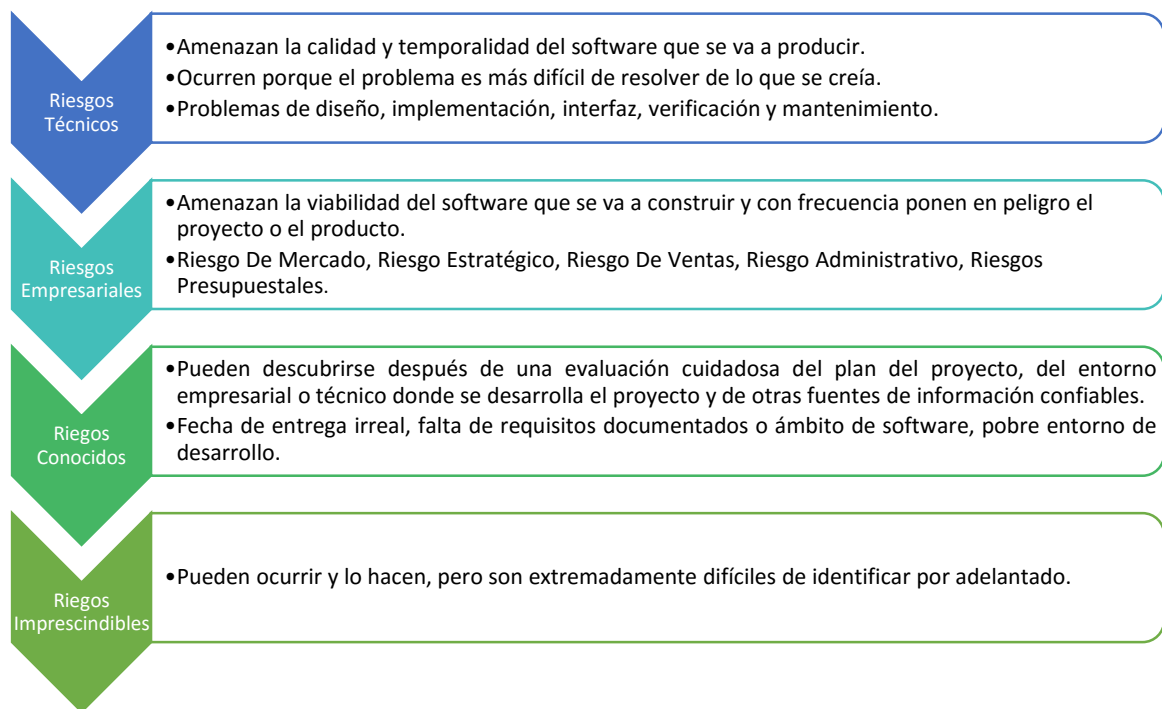 Riesgos
Técnicos
•Amenazan la calidad y temporalidad del software que se va a producir.
•Ocurren porque el problema es más difícil de resolver de lo que se creía.
•Problemas de diseño, implementación, interfaz, verificación y mantenimiento.
Riesgos
Empresariales
•Amenazan la viabilidad del software que se va a construir y con frecuencia ponen en peligro el
proyecto o el producto.
•Riesgo De Mercado, Riesgo Estratégico, Riesgo De Ventas, Riesgo Administrativo, Riesgos
Presupuestales.
Riegos
Conocidos
•Pueden descubrirse después de una evaluación cuidadosa del plan del proyecto, del entorno
empresarial o técnico donde se desarrolla el proyecto y de otras fuentes de información confiables.
•Fecha de entrega irreal, falta de requisitos documentados o ámbito de software, pobre entorno de
desarrollo.
Riegos
Imprescindibles
•Pueden ocurrir y lo hacen, pero son extremadamente difíciles de identificar por adelantado.